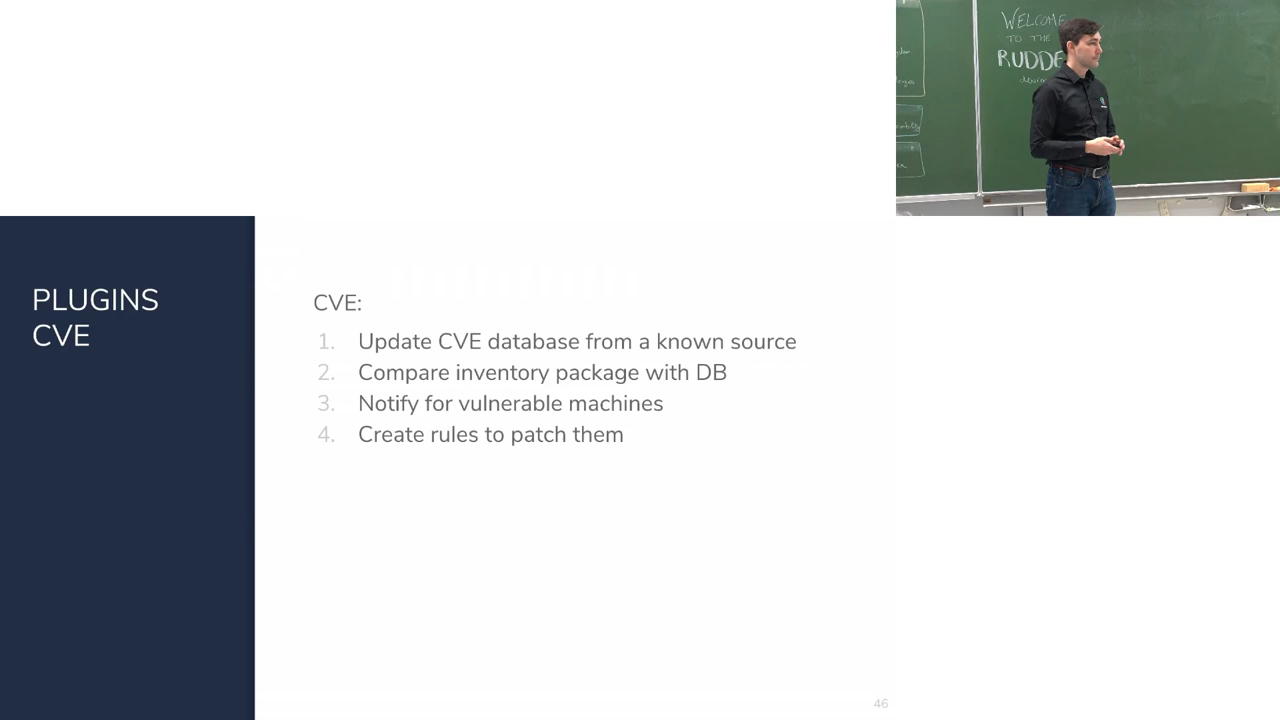 WELCOME
TO THE
RUDDE
PLUGINS
CVE
CVE:
1. Update CVE database from a known source
2. Compare inventory package with DB
3. Notify for vulnerable machines
4. Create rules to patch them
46